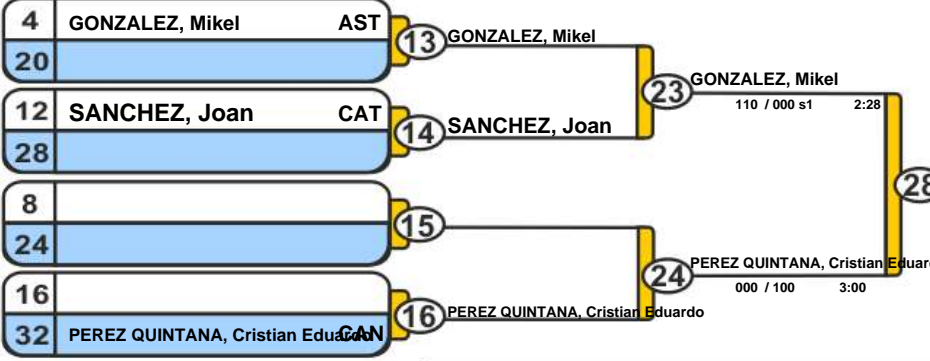 4 GONZALEZ, Mikel AST
20
13 GONZALEZ, Mikel
12 SANCHEZ, Joan CAT
28
14 SANCHEZ, Joan
23 GONZALEZ, Mikel
110 / 000 s1 2:28
8
24
15
16
32 PEREZ QUINTANA, Cristian Eduardo CAN
16 PEREZ QUINTANA, Cristian Eduardo
24 PEREZ QUINTANA, Cristian Eduar
000 / 100 3:00
28